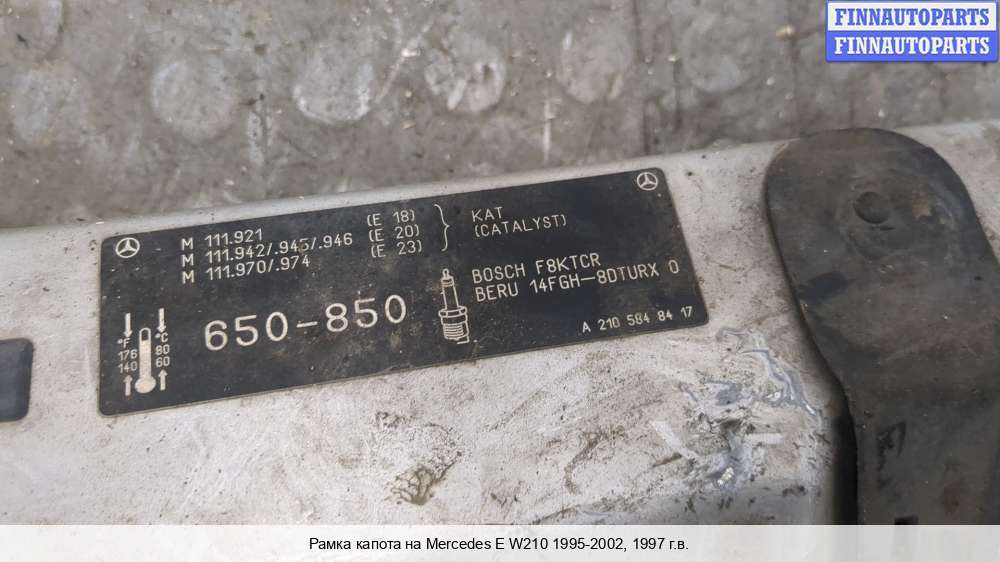 FINNAUTOPARTS
FINNAUTOPARTS
M 111.921 (E 18)
M 111.942/.943/.946 (E 20)
M 111.970/.974 (E 23)
KAT
(CATALYST)
650-850
BOSCH F8KTCR
BERU 14FGH-8DTURX 0
°F °C
176 80
140 60
A 210 584 84 17
Рамка капота на Mercedes E W210 1995-2002, 1997 г.в.